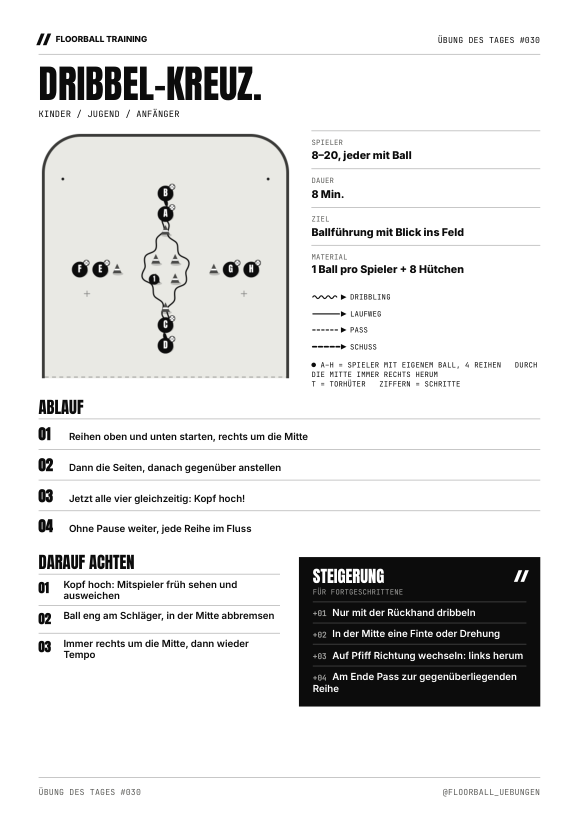 FLOORBALL TRAINING
ÜBUNG DES TAGES #030
DRIBBEL-KREUZ.
KINDER / JUGEND / ANFÄNGER
B
A
F E
1
G H
C
D
SPIELER
8–20, jeder mit Ball
DAUER
8 Min.
ZIEL
Ballführung mit Blick ins Feld
MATERIAL
1 Ball pro Spieler + 8 Hütchen
DRIBBLING
LAUFWEG
PASS
SCHUSS
● A–H = SPIELER MIT EIGENEM BALL, 4 REIHEN DURCH
DIE MITTE IMMER RECHTS HERUM
T = TORHÜTER ZIFFERN = SCHRITTE
ABLAUF
01 Reihen oben und unten starten, rechts um die Mitte
02 Dann die Seiten, danach gegenüber anstellen
03 Jetzt alle vier gleichzeitig: Kopf hoch!
04 Ohne Pause weiter, jede Reihe im Fluss
DARAUF ACHTEN
01 Kopf hoch: Mitspieler früh sehen und
ausweichen
02 Ball eng am Schläger, in der Mitte abbremsen
03 Immer rechts um die Mitte, dann wieder
Tempo
STEIGERUNG
FÜR FORTGESCHRITTENE
+01 Nur mit der Rückhand dribbeln
+02 In der Mitte eine Finte oder Drehung
+03 Auf Pfiff Richtung wechseln: links herum
+04 Am Ende Pass zur gegenüberliegenden
Reihe
ÜBUNG DES TAGES #030
@FLOORBALL_UEBUNGEN